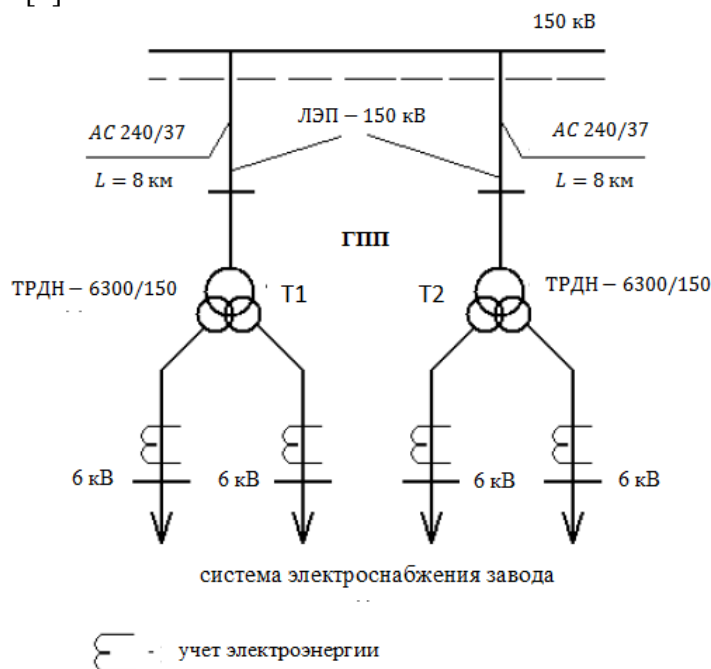 150 кВ
ЛЭП – 150 кВ
АС 240/37
АС 240/37
L = 8 км
L = 8 км
ГПП
ТРДН – 6300/150
Т1
Т2
ТРДН – 6300/150
6 кВ
6 кВ
6 кВ
6 кВ
система электроснабжения завода
- учет электроэнергии